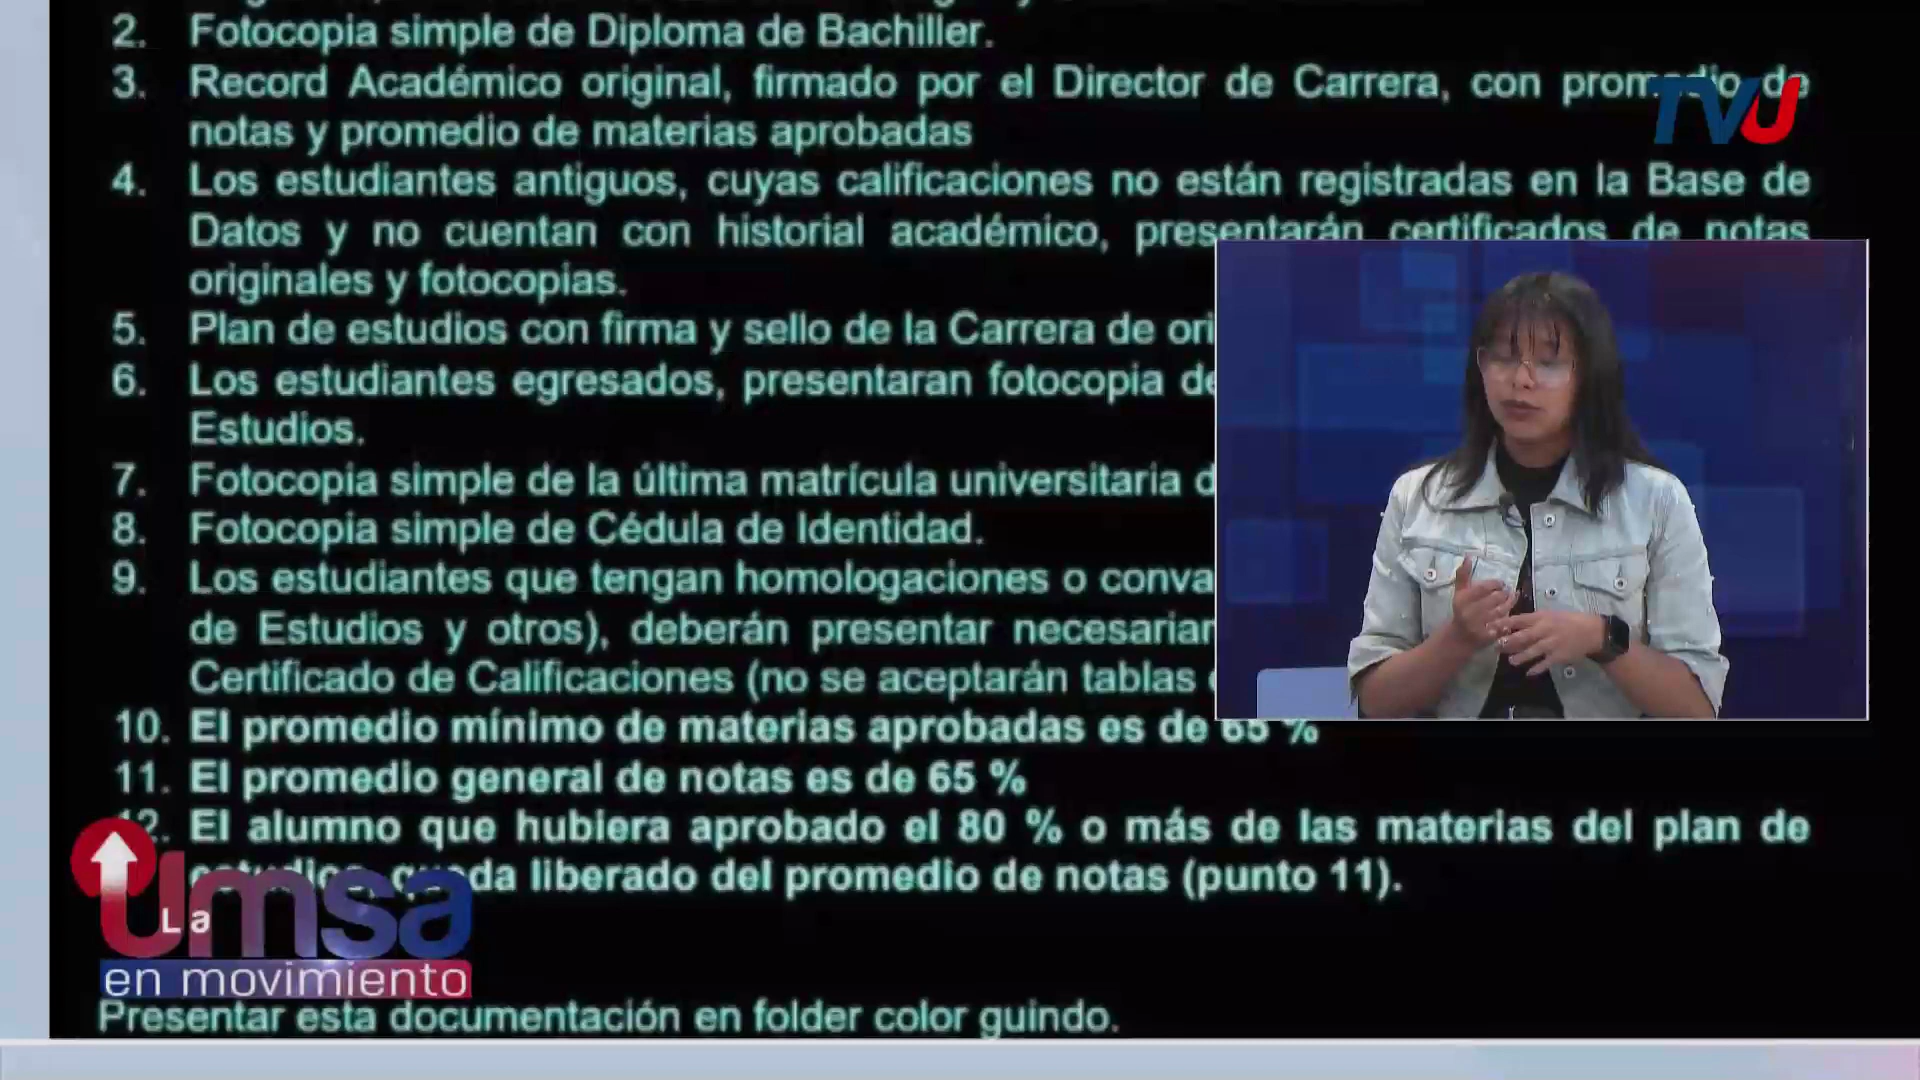 2. Fotocopia simple de Diploma de Bachiller.
3. Record Académico original, firmado por el Director de Carrera, con promedio de
notas y promedio de materias aprobadas
TVU
4. Los estudiantes antiguos, cuyas calificaciones no están registradas en la Base de
Datos y no cuentan con historial académico, presentarán certificados de notas
originales y fotocopias.
5. Plan de estudios con firma y sello de la Carrera de
6. Los estudiantes egresados, presentaran fotocopia de
Estudios.
7. Fotocopia simple de la última matrícula universitaria
8. Fotocopia simple de Cédula de Identidad.
9. Los estudiantes que tengan homologaciones o
de Estudios y otros), deberán presentar
Certificado de Calificaciones (no se aceptarán tablas
10. El promedio mínimo de materias aprobadas es de 65 %
11. El promedio general de notas es de 65 %
12. El alumno que hubiera aprobado el 80 % o más de las materias del plan de
estudios, queda liberado del promedio de notas (punto 11).
La Umsa
en movimiento
Presentar esta documentación en folder color guindo.